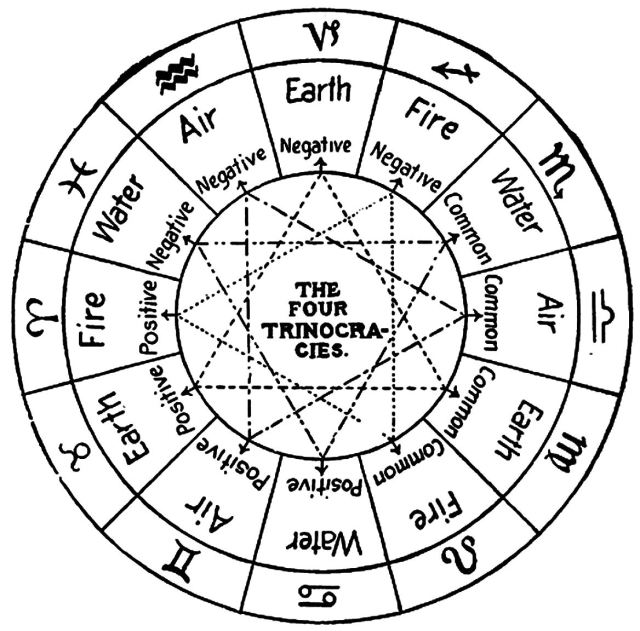 ♑
Earth
Negative
♐
Fire
Negative
♏
Water
Common
♎
Air
Common
♍
Earth
Common
♌
Fire
Common
♋
Water
Positive
♊
Air
Positive
♉
Earth
Positive
♈
Fire
Positive
♓
Water
Negative
♒
Air
Negative
THE
FOUR
TRINOCRA-
CIES.